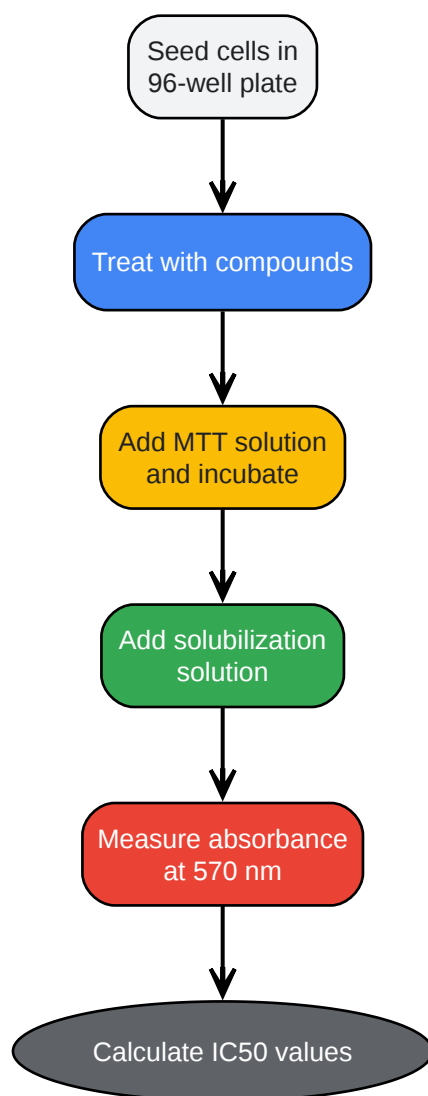 Seed cells in
96-well plate
Treat with compounds
Add MTT solution
and incubate
Add solubilization
solution
Measure absorbance
at 570 nm
Calculate IC50 values